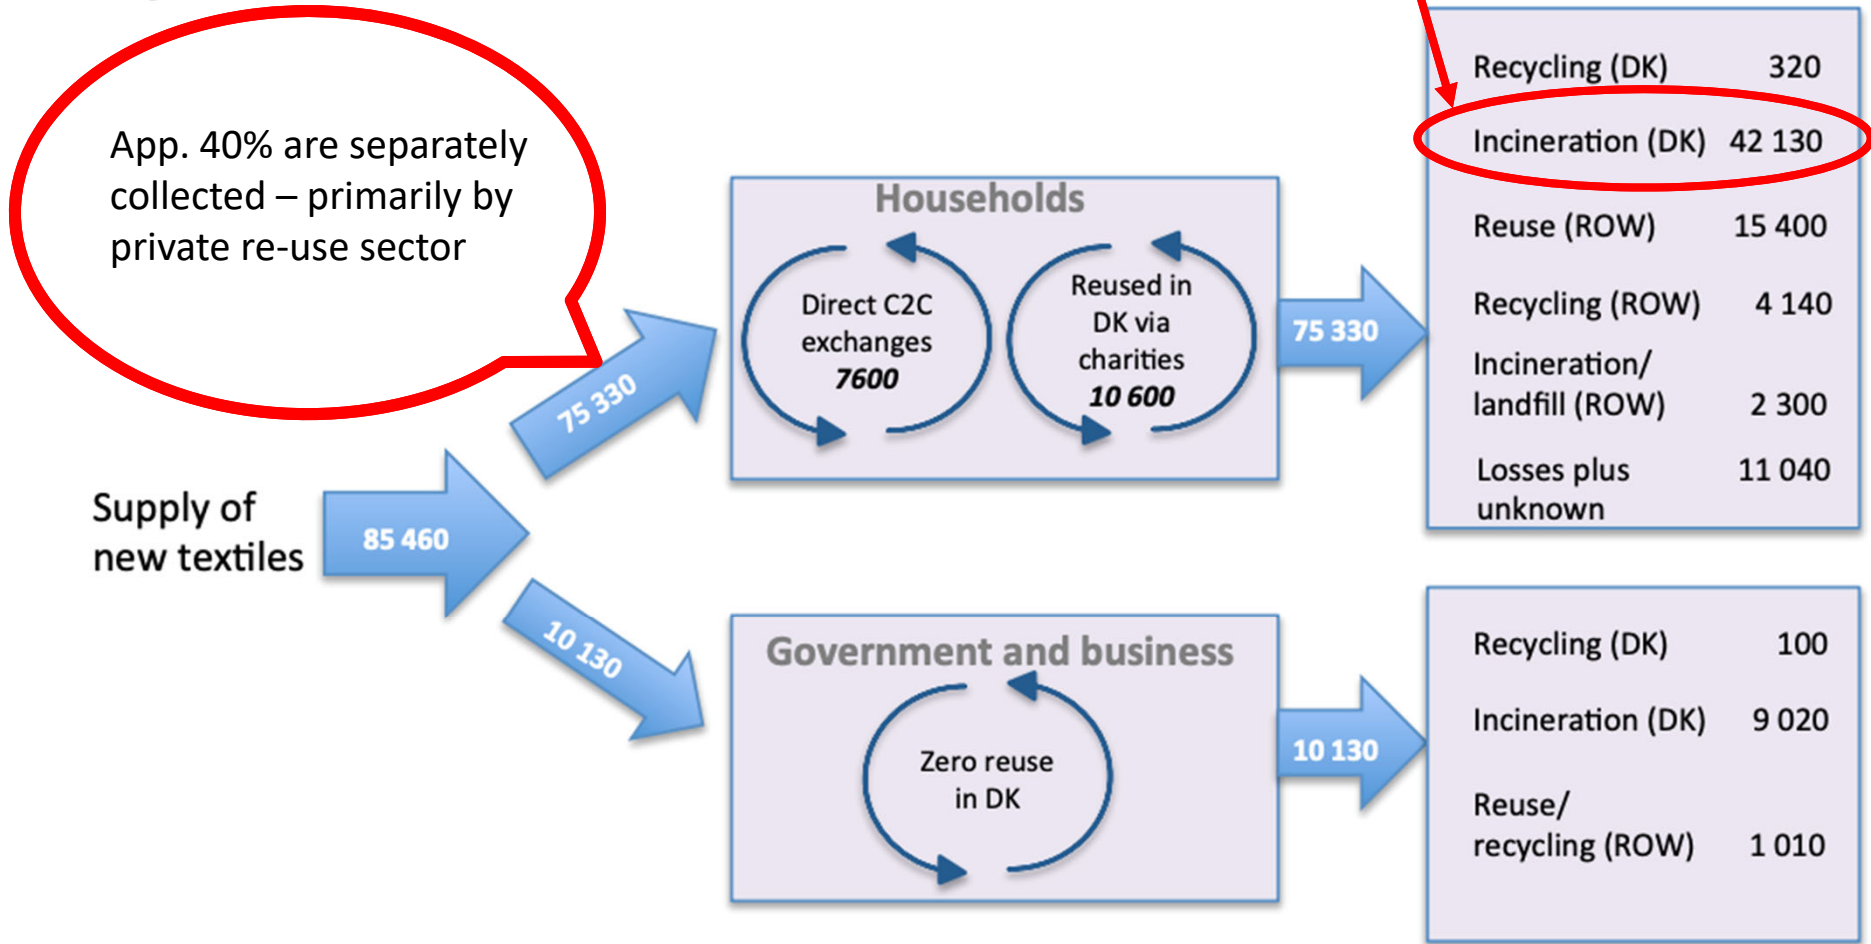 App. 40% are separately
collected – primarily by
private re-use sector
Supply of
new textiles
85 460
75 330
10 130
Households
Direct C2C
exchanges
7600
Reused in
DK via
charities
10 600
75 330
Recycling (DK) 320
Incineration (DK) 42 130
Reuse (ROW) 15 400
Recycling (ROW) 4 140
Incineration/
landfill (ROW) 2 300
Losses plus 11 040
unknown
Government and business
Zero reuse
in DK
10 130
Recycling (DK) 100
Incineration (DK) 9 020
Reuse/
recycling (ROW) 1 010